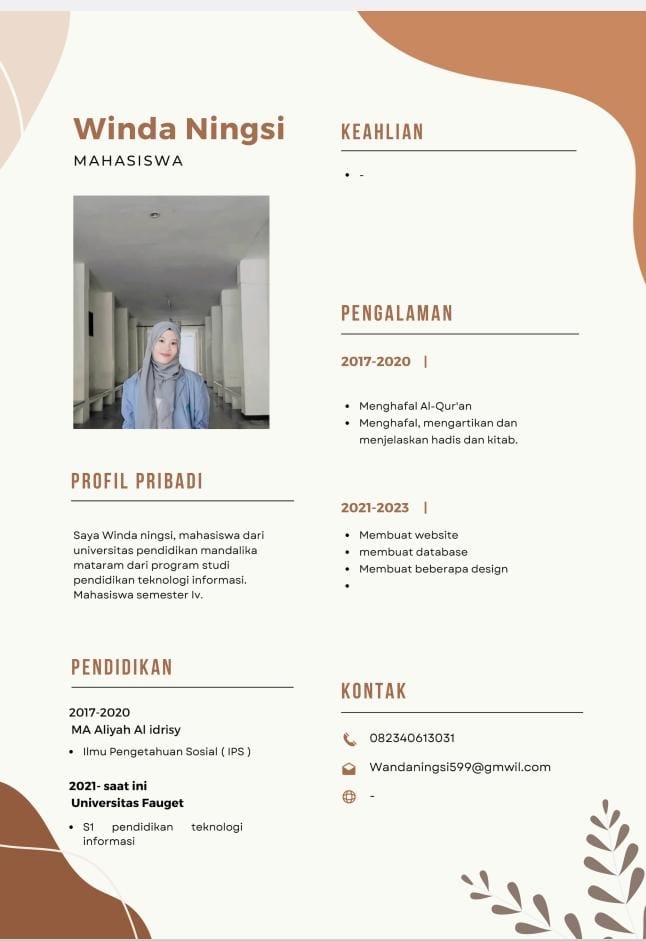 Winda Ningsi
MAHASISWA
PROFIL PRIBADI
Saya Winda ningsi, mahasiswa dari
universitas pendidikan mandalika
mataram dari program studi
pendidikan teknologi informasi.
Mahasiswa semester Iv.
PENDIDIKAN
2017-2020
MA Aliyah Al idrisy
• Ilmu Pengetahuan Sosial ( IPS )
2021- saat ini
Universitas Fauget
• S1 pendidikan teknologi
informasi
KEAHLIAN
• -
PENGALAMAN
2017-2020 |
• Menghafal Al-Qur'an
• Menghafal, mengartikan dan
menjelaskan hadis dan kitab.
2021-2023 |
• Membuat website
• membuat database
• Membuat beberapa design
•
KONTAK
082340613031
Wandaningsi599@gmwil.com
-